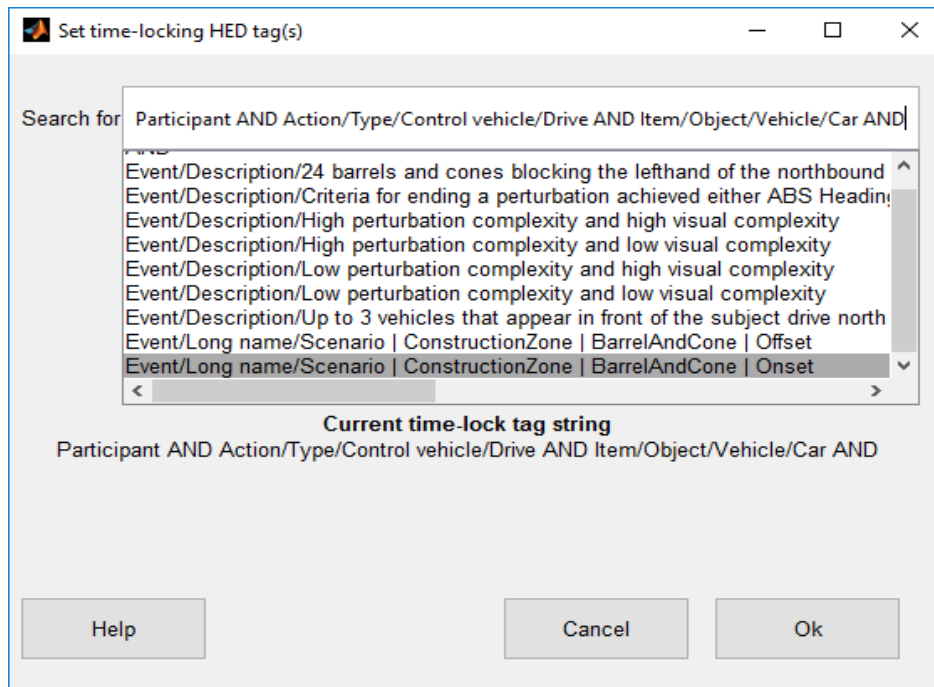 Set time-locking HED tag(s)
Search for Participant AND Action/Type/Control vehicle/Drive AND Item/Object/Vehicle/Car AND
AND
Event/Description/24 barrels and cones blocking the lefthand of the northbound
Event/Description/Criteria for ending a perturbation achieved either ABS Heading
Event/Description/High perturbation complexity and high visual complexity
Event/Description/High perturbation complexity and low visual complexity
Event/Description/Low perturbation complexity and high visual complexity
Event/Description/Low perturbation complexity and low visual complexity
Event/Description/Up to 3 vehicles that appear in front of the subject drive north
Event/Long name/Scenario | ConstructionZone | BarrelAndCone | Offset
Event/Long name/Scenario | ConstructionZone | BarrelAndCone | Onset
Current time-lock tag string
Participant AND Action/Type/Control vehicle/Drive AND Item/Object/Vehicle/Car AND
Help Cancel Ok